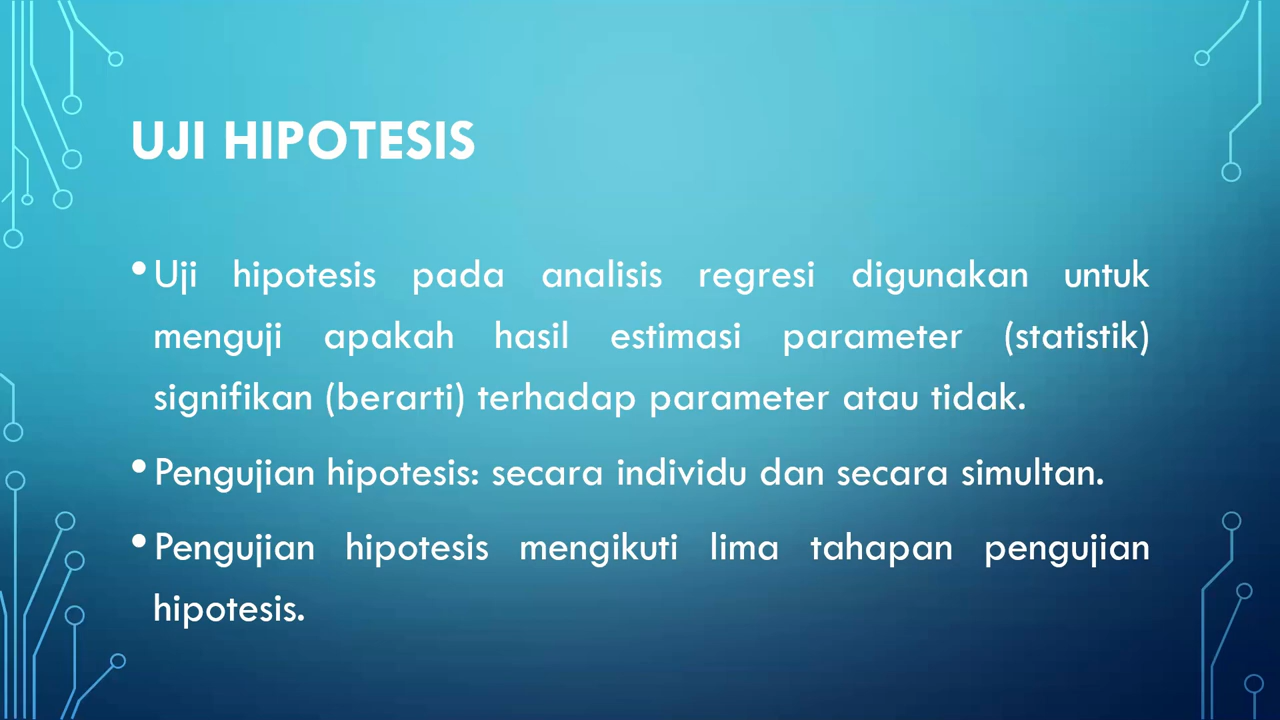 UJI HIPOTESIS
•Uji hipotesis pada analisis regresi digunakan untuk
menguji apakah hasil estimasi parameter (statistik)
signifikan (berarti) terhadap parameter atau tidak.
•Pengujian hipotesis: secara individu dan secara simultan.
•Pengujian hipotesis mengikuti lima tahapan pengujian
hipotesis.